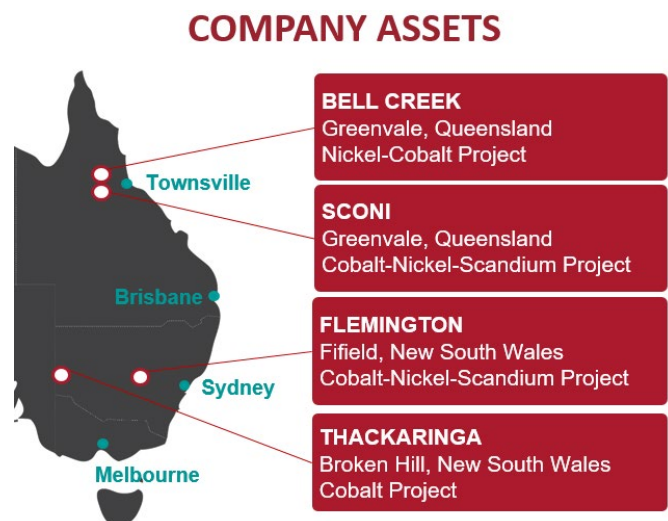 COMPANY ASSETS
BELL CREEK
Greenvale, Queensland
Nickel-Cobalt Project
Townsville
SCONI
Greenvale, Queensland
Cobalt-Nickel-Scandium Project
Brisbane
FLEMINGTON
Fifield, New South Wales
Cobalt-Nickel-Scandium Project
Sydney
THACKARINGA
Broken Hill, New South Wales
Cobalt Project
Melbourne